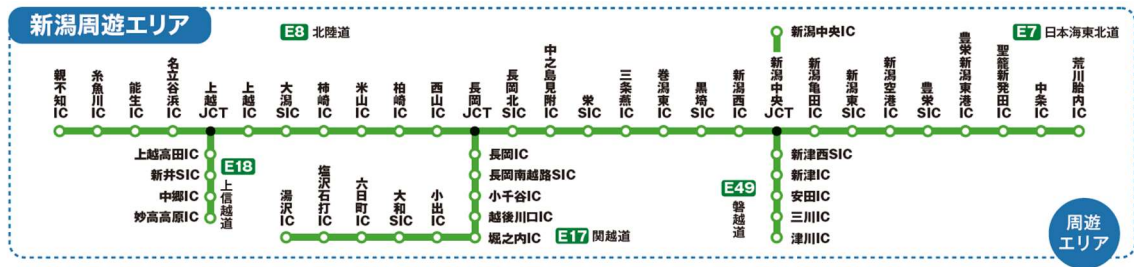 新潟周遊エリア
E8 北陸道
新潟中央IC
E7 日本海東北道
親不知IC
糸魚川IC
能生IC
名立谷浜IC
上越JCT
上越IC
大潟SIC
柿崎IC
米山IC
柏崎IC
西山IC
長岡JCT
長岡北SIC
中之島見附IC
栄SIC
三条燕IC
巻潟東IC
黒埼SIC
新潟西IC
新潟中央JCT
新潟亀田IC
新潟東SIC
新潟空港IC
豊栄SIC
豊栄新潟東港IC
聖籠新発田IC
中条IC
荒川胎内IC
上越高田IC
新井SIC
中郷IC
妙高高原IC
E18 上信越道
湯沢IC
塩沢石打IC
六日町IC
大和SIC
小出IC
長岡IC
長岡南越路SIC
小千谷IC
越後川口IC
堀之内IC
E17 関越道
E49 磐越道
新津西SIC
新津IC
安田IC
三川IC
津川IC
周遊
エリア